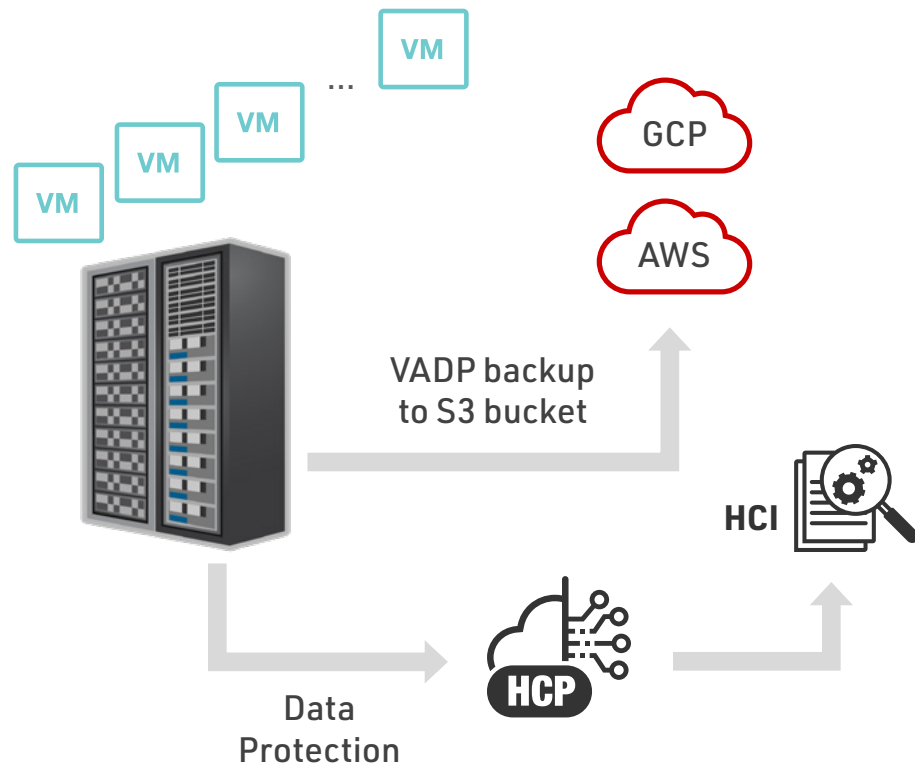 VM
...
VM
VM
VM
GCP
AWS
VADP backup
to S3 bucket
HCI
HCP
Data
Protection